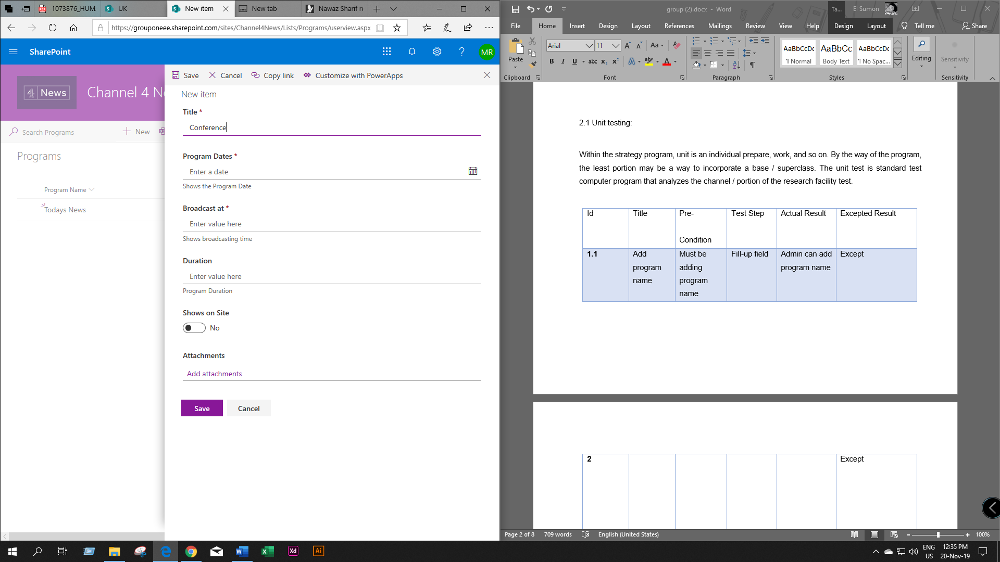 1073876_HUM
UK
New item
New tab
Nawaz Sharif re
https://grouponeee.sharepoint.com/sites/Channel4News/Lists/Programs/userview.aspx
SharePoint
MR
4 News
Channel 4 N
Search Programs
New
Programs
Program Name
Todays News
Save
Cancel
Copy link
Customize with PowerApps
New item
Title *
Conference
Program Dates *
Enter a date
Shows the Program Date
Broadcast at *
Enter value here
Shows broadcasting time
Duration
Enter value here
Program Duration
Shows on Site
No
Attachments
Add attachments
Save
Cancel
group (2).docx - Word
Ta...
El Sumon
File
Home
Insert
Design
Layout
References
Mailings
Review
View
Help
Design
Layout
Tell me
Share
Paste
Clipboard
Arial
11
Aa
B I U abc x₂ x²
A
A
Font
Paragraph
AaBbCcDc
¶ Normal
AaBbCc
Body Text
AaBbCcDc
¶ No Spac...
Styles
Editing
Sensitivity
Sensitivity
2.1 Unit testing:
Within the strategy program, unit is an individual prepare, work, and so on. By the way of the program,
the least portion may be a way to incorporate a base / superclass. The unit test is standard test
computer program that analyzes the channel / portion of the research facility test.
Id
Title
Pre-
Condition
Test Step
Actual Result
Excepted Result
1.1
Add
program
name
Must be
adding
program
name
Fill-up field
Admin can add
program name
Except
2
Except
Page 2 of 8
709 words
English (United States)
100%
Xd
Ai
ENG
US
12:35 PM
20-Nov-19